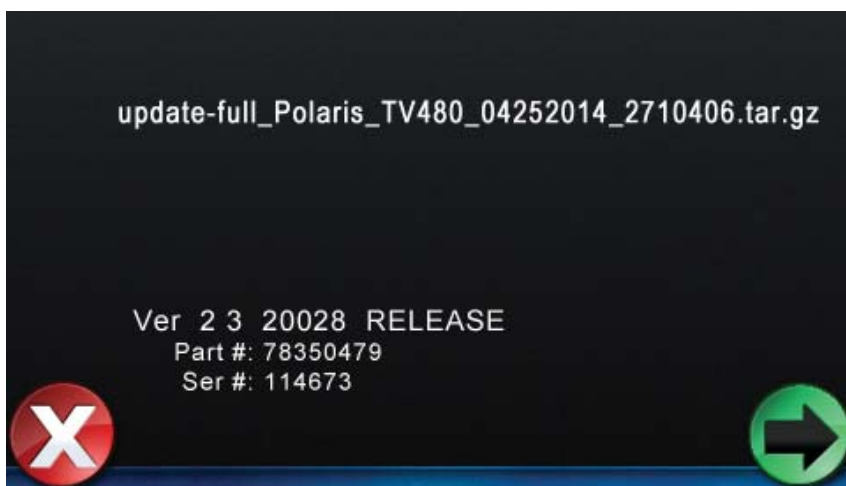 update-full_Polaris_TV480_04252014_2710406.tar.gz
Ver 2 3 20028 RELEASE
Part #: 78350479
Ser #: 114673
X